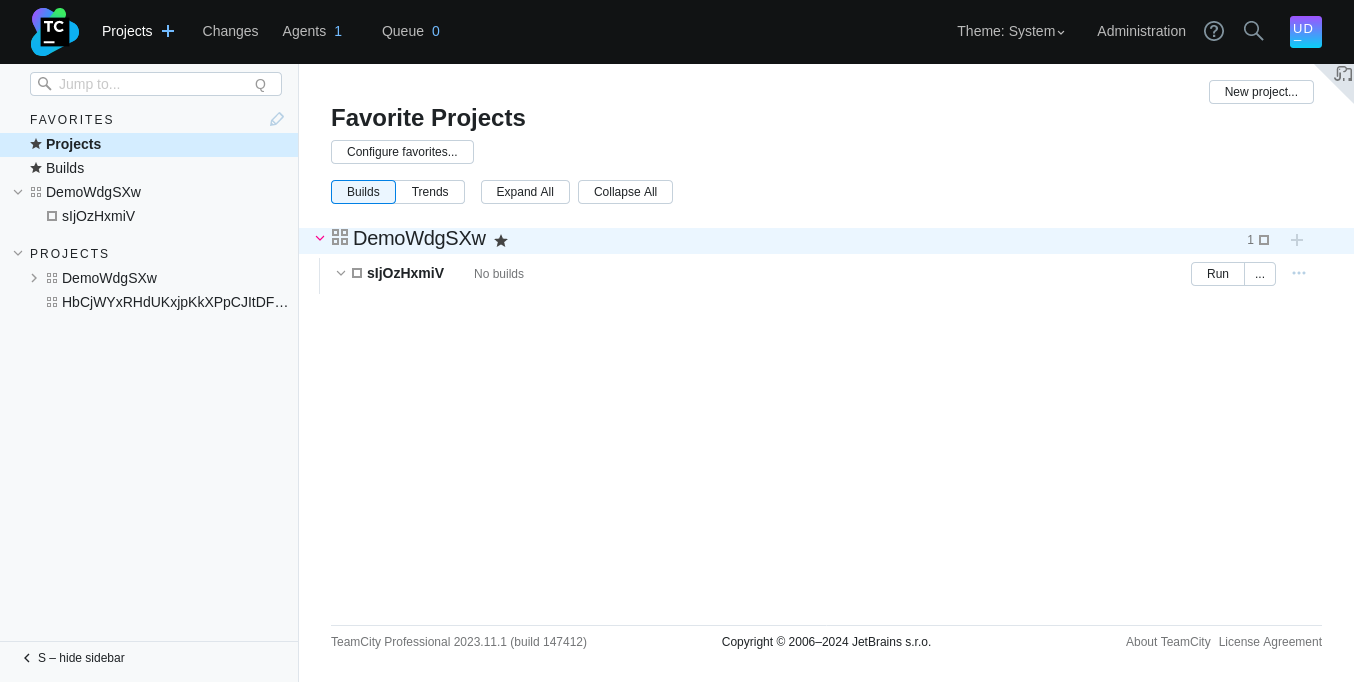 TC
Projects
Changes
Agents 1
Queue 0
Theme: System
Administration
UD
Jump to...
Q
FAVORITES
Projects
Builds
DemoWdgSXw
sIjOzHxmiV
PROJECTS
DemoWdgSXw
HbCjWYxRHdUKxjpKkXPpCJItDF…
S – hide sidebar
New project...
Favorite Projects
Configure favorites...
Builds Trends Expand All Collapse All
DemoWdgSXw 1
sIjOzHxmiV No builds Run ...
TeamCity Professional 2023.11.1 (build 147412) Copyright © 2006–2024 JetBrains s.r.o. About TeamCity License Agreement